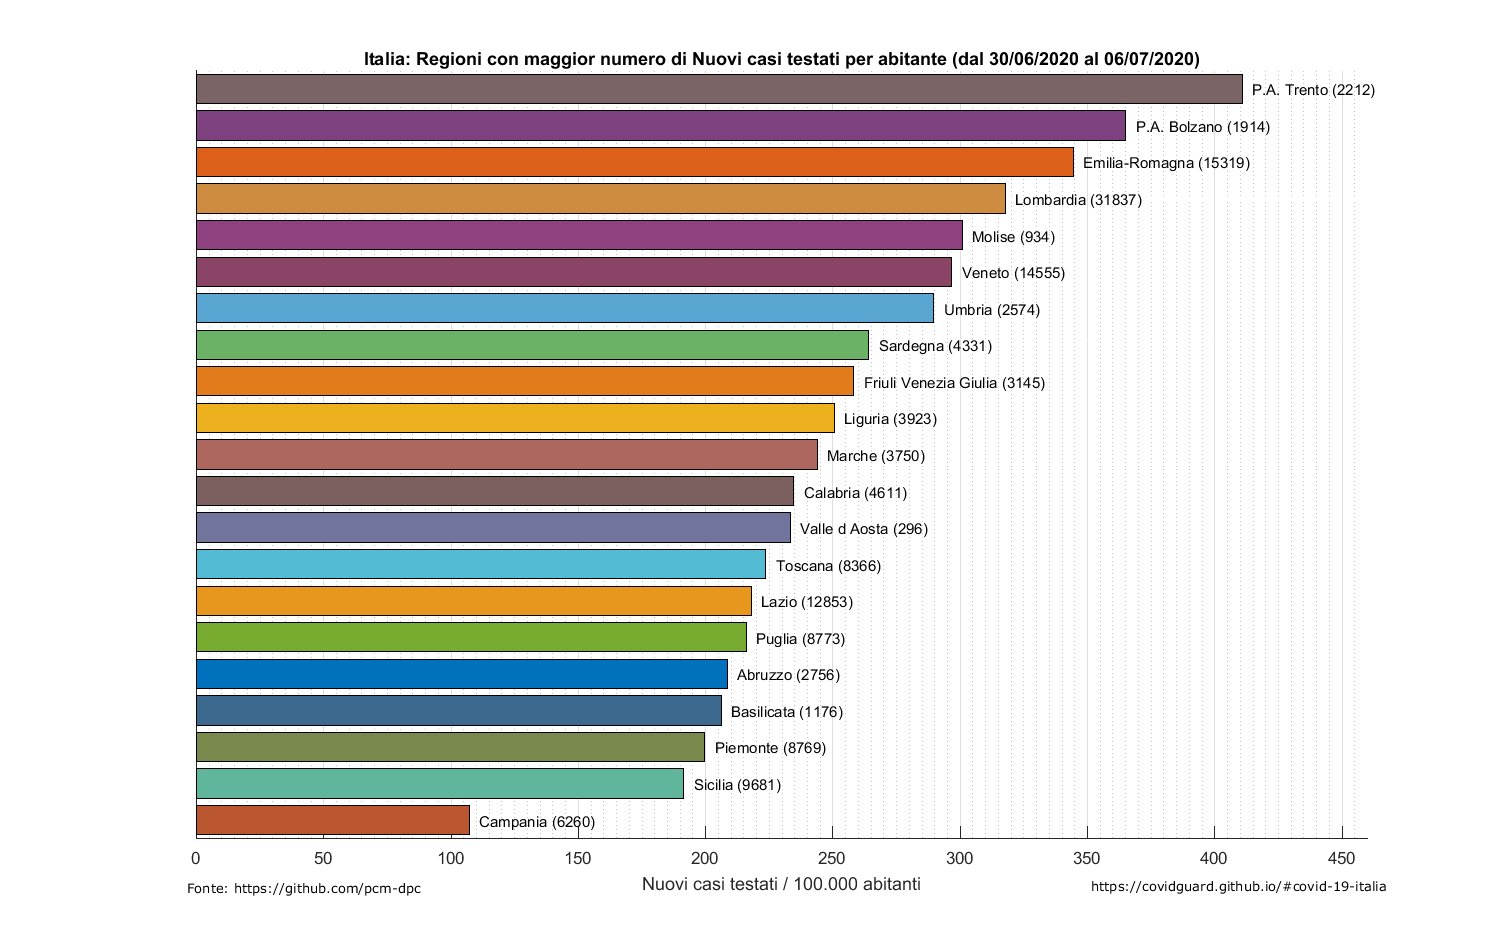 Italia: Regioni con maggior numero di Nuovi casi testati per abitante (dal 30/06/2020 al 06/07/2020)
P.A. Trento (2212)
P.A. Bolzano (1914)
Emilia-Romagna (15319)
Lombardia (31837)
Molise (934)
Veneto (14555)
Umbria (2574)
Sardegna (4331)
Friuli Venezia Giulia (3145)
Liguria (3923)
Marche (3750)
Calabria (4611)
Valle d Aosta (296)
Toscana (8366)
Lazio (12853)
Puglia (8773)
Abruzzo (2756)
Basilicata (1176)
Piemonte (8769)
Sicilia (9681)
Campania (6260)
0 50 100 150 200 250 300 350 400 450
Nuovi casi testati / 100.000 abitanti
Fonte: https://github.com/pcm-dpc
https://covidguard.github.io/#covid-19-italia